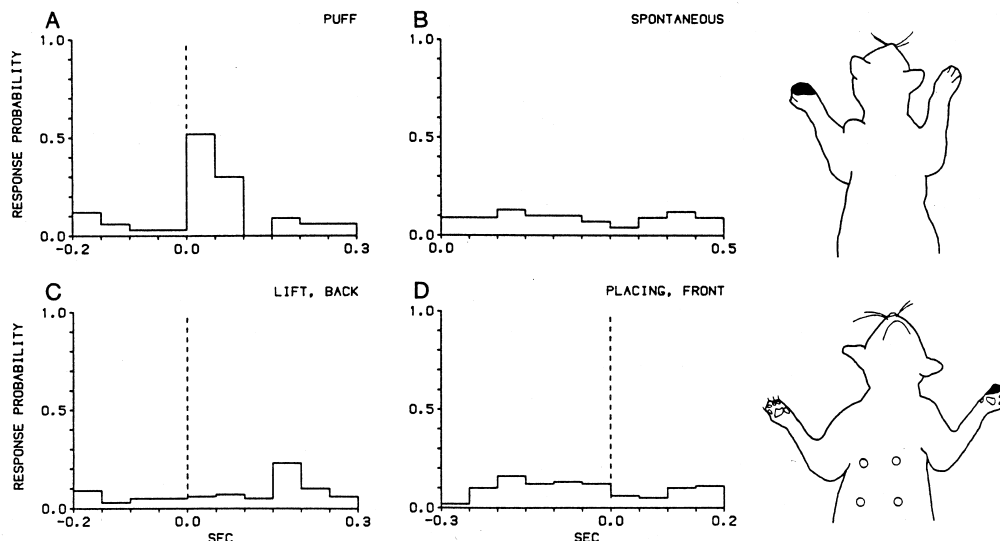 A PUFF
B SPONTANEOUS
RESPONSE PROBABILITY
1.0
0.5
0.0
-0.2 0.0 0.3
1.0
0.5
0.0
0.0 0.5
C LIFT, BACK
D PLACING, FRONT
RESPONSE PROBABILITY
1.0
0.5
0.0
-0.2 0.0 0.3
SEC
1.0
0.5
0.0
-0.3 0.0 0.2
SEC